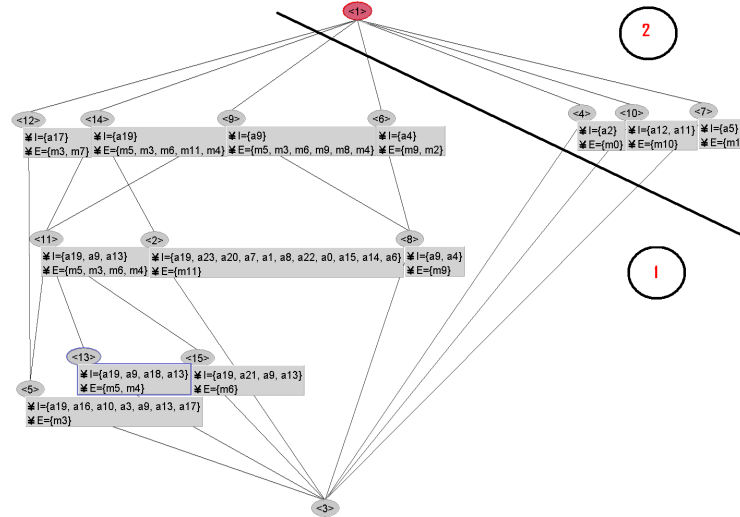 <1>
2
<12> <14> <9> <6> <4> <10> <7>
¥ I={a17} ¥ I={a19} ¥ I={a9} ¥ I={a4} ¥ I={a2} ¥ I={a12, a11} ¥ I={a5}
¥ E={m3, m7} ¥ E={m5, m3, m6, m11, m4} ¥ E={m5, m3, m6, m9, m8, m4} ¥ E={m9, m2} ¥ E={m0} ¥ E={m10} ¥ E={m1
<11> <2> <8>
¥ I={a19, a9, a13} ¥ I={a19, a23, a20, a7, a1, a8, a22, a0, a15, a14, a6} ¥ I={a9, a4}
¥ E={m5, m3, m6, m4} ¥ E={m11} ¥ E={m9}
1
<13> <15>
¥ I={a19, a9, a18, a13} ¥ I={a19, a21, a9, a13}
¥ E={m5, m4} ¥ E={m6}
<5>
¥ I={a19, a16, a10, a3, a9, a13, a17}
¥ E={m3}
<3>